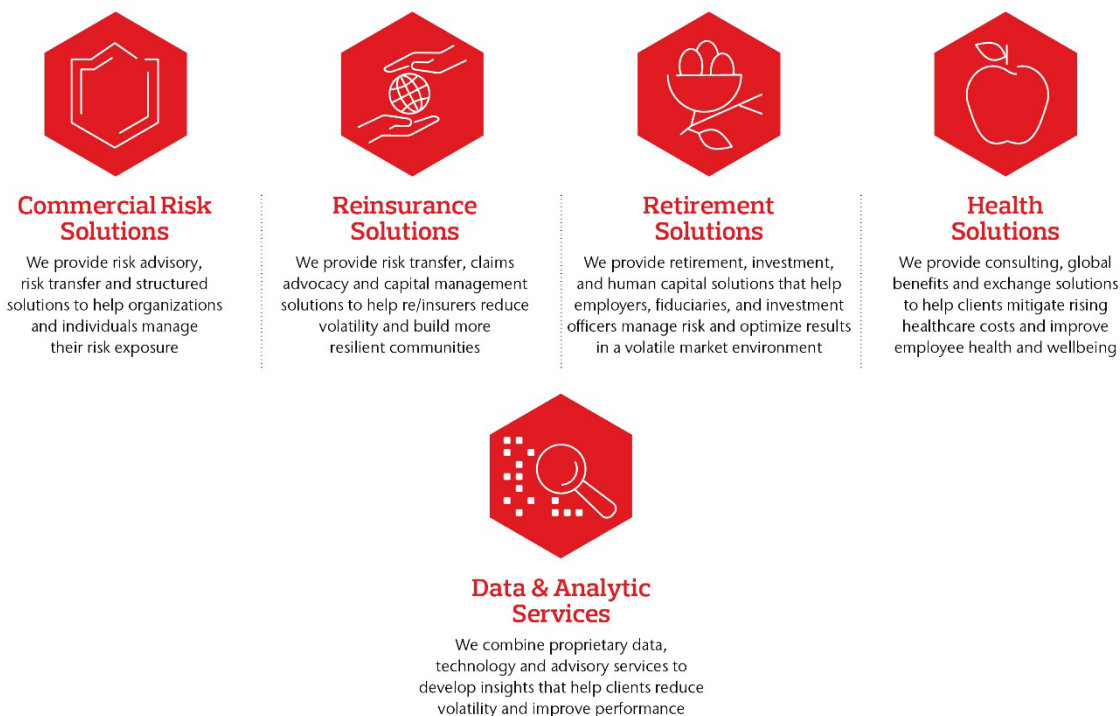 Commercial Risk
Solutions
We provide risk advisory,
risk transfer and structured
solutions to help organizations
and individuals manage
their risk exposure
Reinsurance
Solutions
We provide risk transfer, claims
advocacy and capital management
solutions to help re/insurers reduce
volatility and build more
resilient communities
Retirement
Solutions
We provide retirement, investment,
and human capital solutions that help
employers, fiduciaries, and investment
officers manage risk and optimize results
in a volatile market environment
Health
Solutions
We provide consulting, global
benefits and exchange solutions
to help clients mitigate rising
healthcare costs and improve
employee health and wellbeing
Data & Analytic
Services
We combine proprietary data,
technology and advisory services to
develop insights that help clients reduce
volatility and improve performance